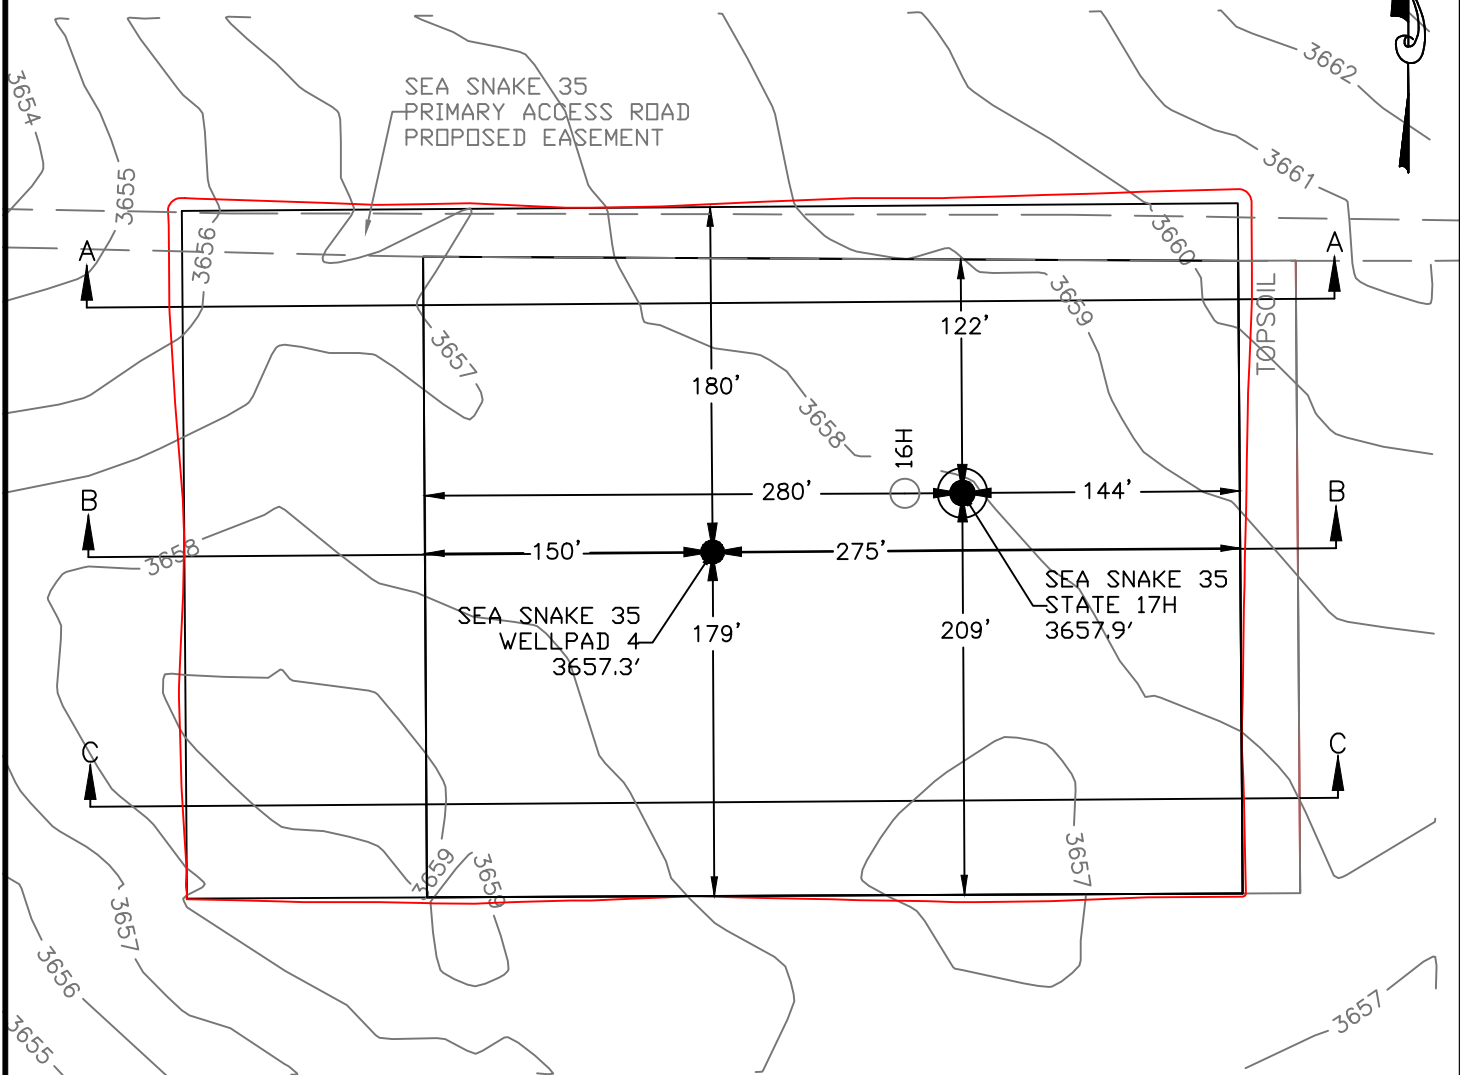 3662
3654
SEA SNAKE 35
PRIMARY ACCESS ROAD
PROPOSED EASEMENT
3661
3655
3656
3660
A
A
3659
TOPSOIL
122'
3657
180'
3658
16H
B
280'
144'
B
150'
275'
3658
SEA SNAKE 35
WELLPAD 4
3657.3'
179'
209'
SEA SNAKE 35
STATE 17H
3657.9'
C
C
3659
3659
3657
3657
3656
3655
3657